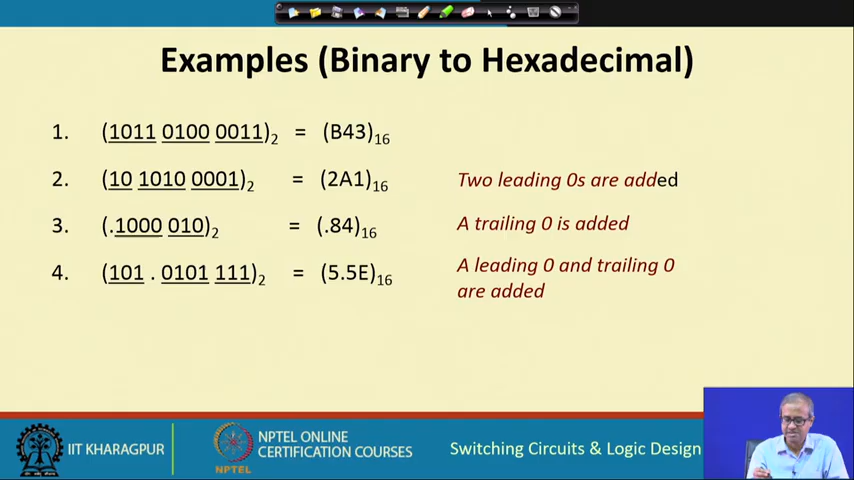 Examples (Binary to Hexadecimal)
1. (1011 0100 0011)2 = (B43)16
2. (10 1010 0001)2 = (2A1)16 Two leading 0s are added
3. (.1000 010)2 = (.84)16 A trailing 0 is added
4. (101 . 0101 111)2 = (5.5E)16 A leading 0 and trailing 0
are added
IIT KHARAGPUR
NPTEL
NPTEL ONLINE
CERTIFICATION COURSES
Switching Circuits & Logic Design